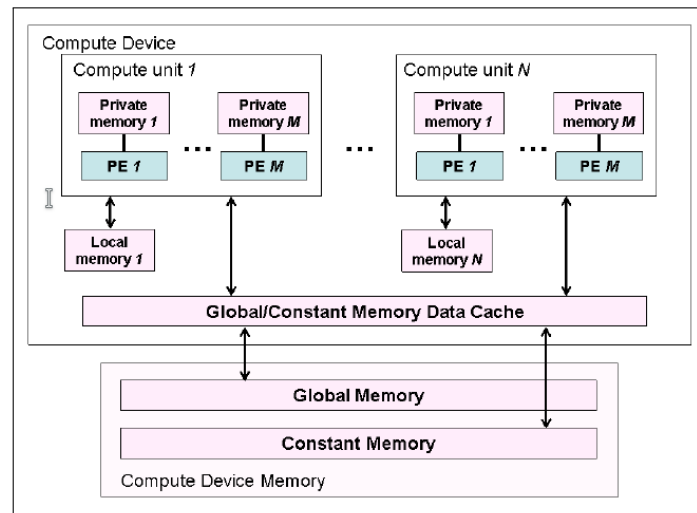 Compute Device
Compute unit 1
Compute unit N
Private memory 1
Private memory M
Private memory 1
Private memory M
PE 1
PE M
PE 1
PE M
Local memory 1
Local memory N
Global/Constant Memory Data Cache
Global Memory
Constant Memory
Compute Device Memory